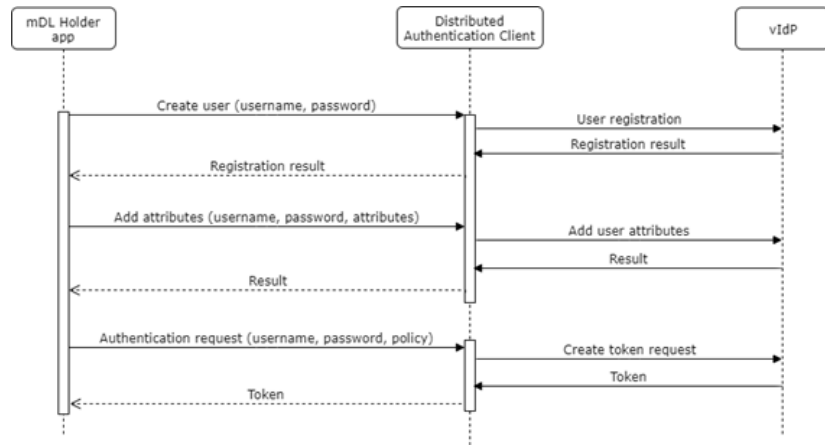 mDL Holder
app
Distributed
Authentication Client
vIdP
Create user (username, password)
User registration
Registration result
Registration result
Add attributes (username, password, attributes)
Add user attributes
Result
Result
Authentication request (username, password, policy)
Create token request
Token
Token